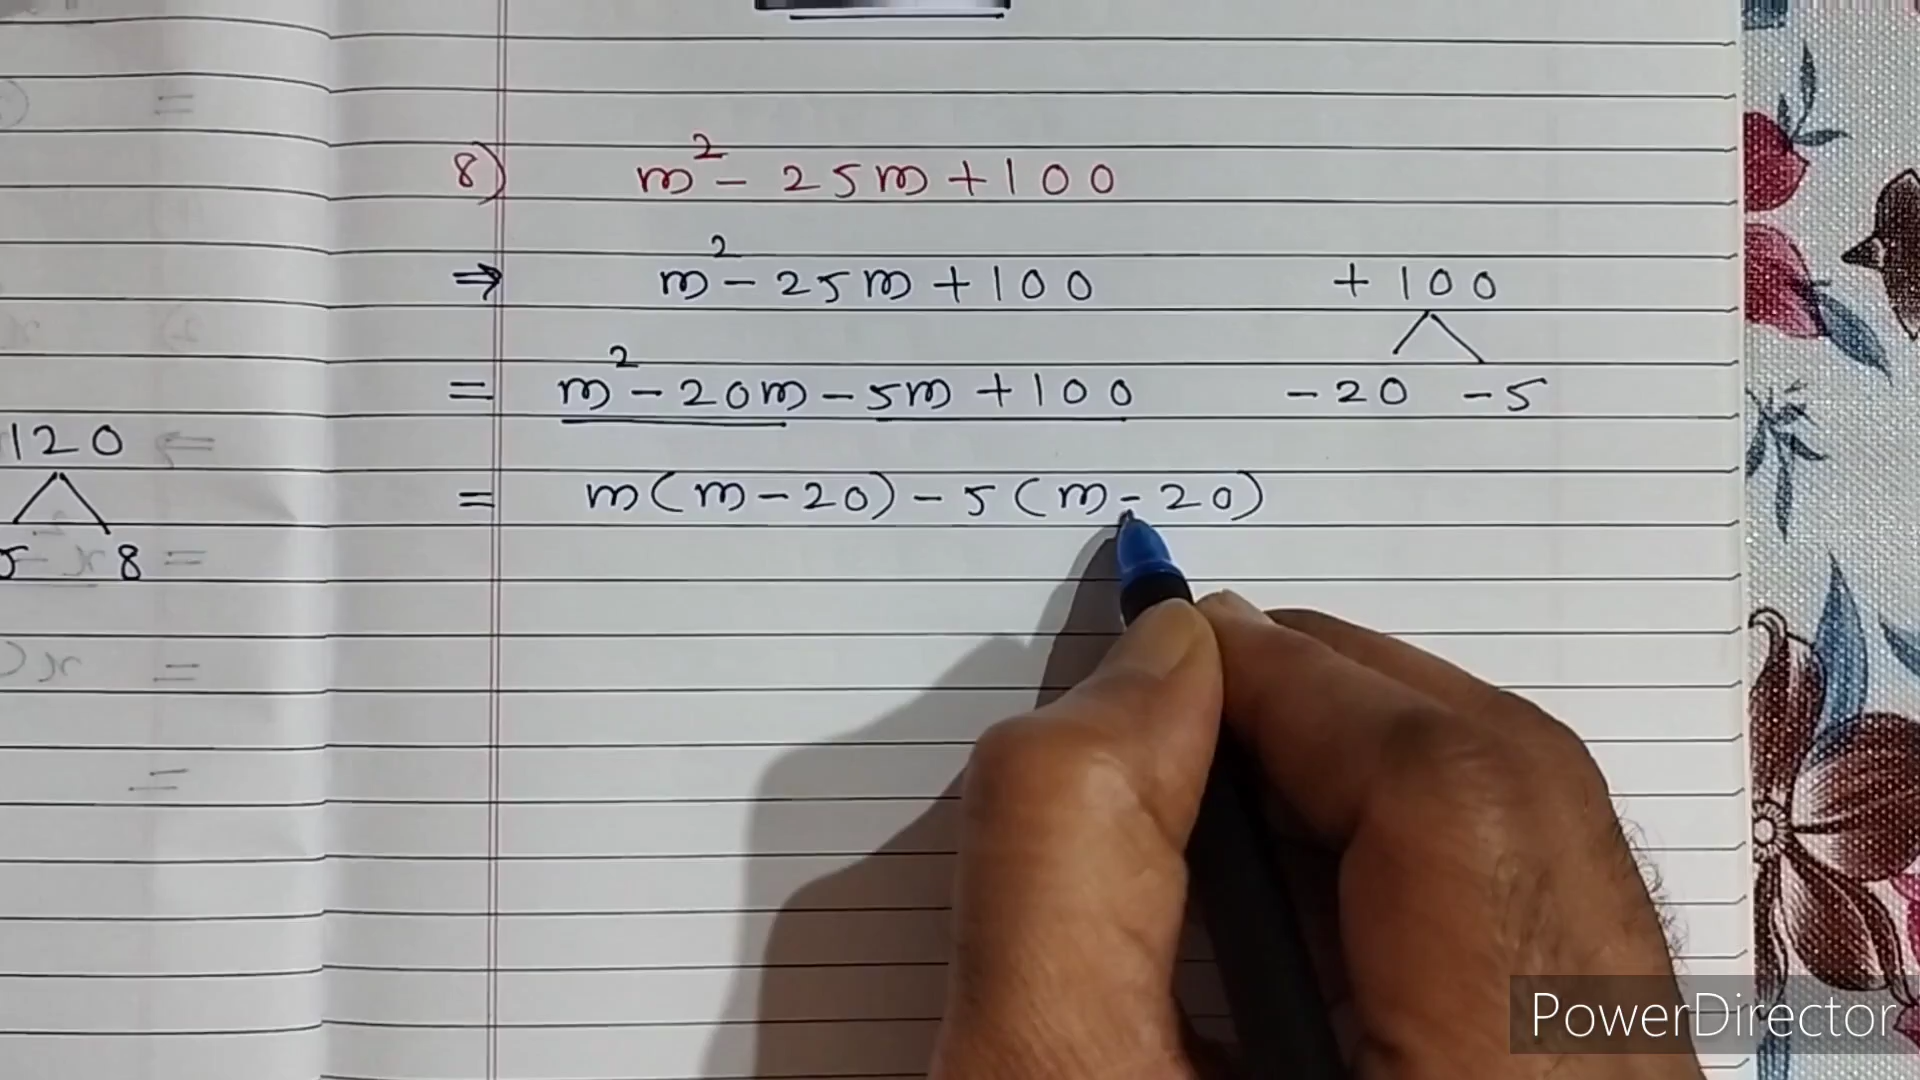 8) m² - 25m + 100
⇒ m² - 25m + 100 + 100
= m² - 20m - 5m + 100 - 20 - 5
120
= m(m - 20) - 5(m - 20)
5 8
PowerDirector